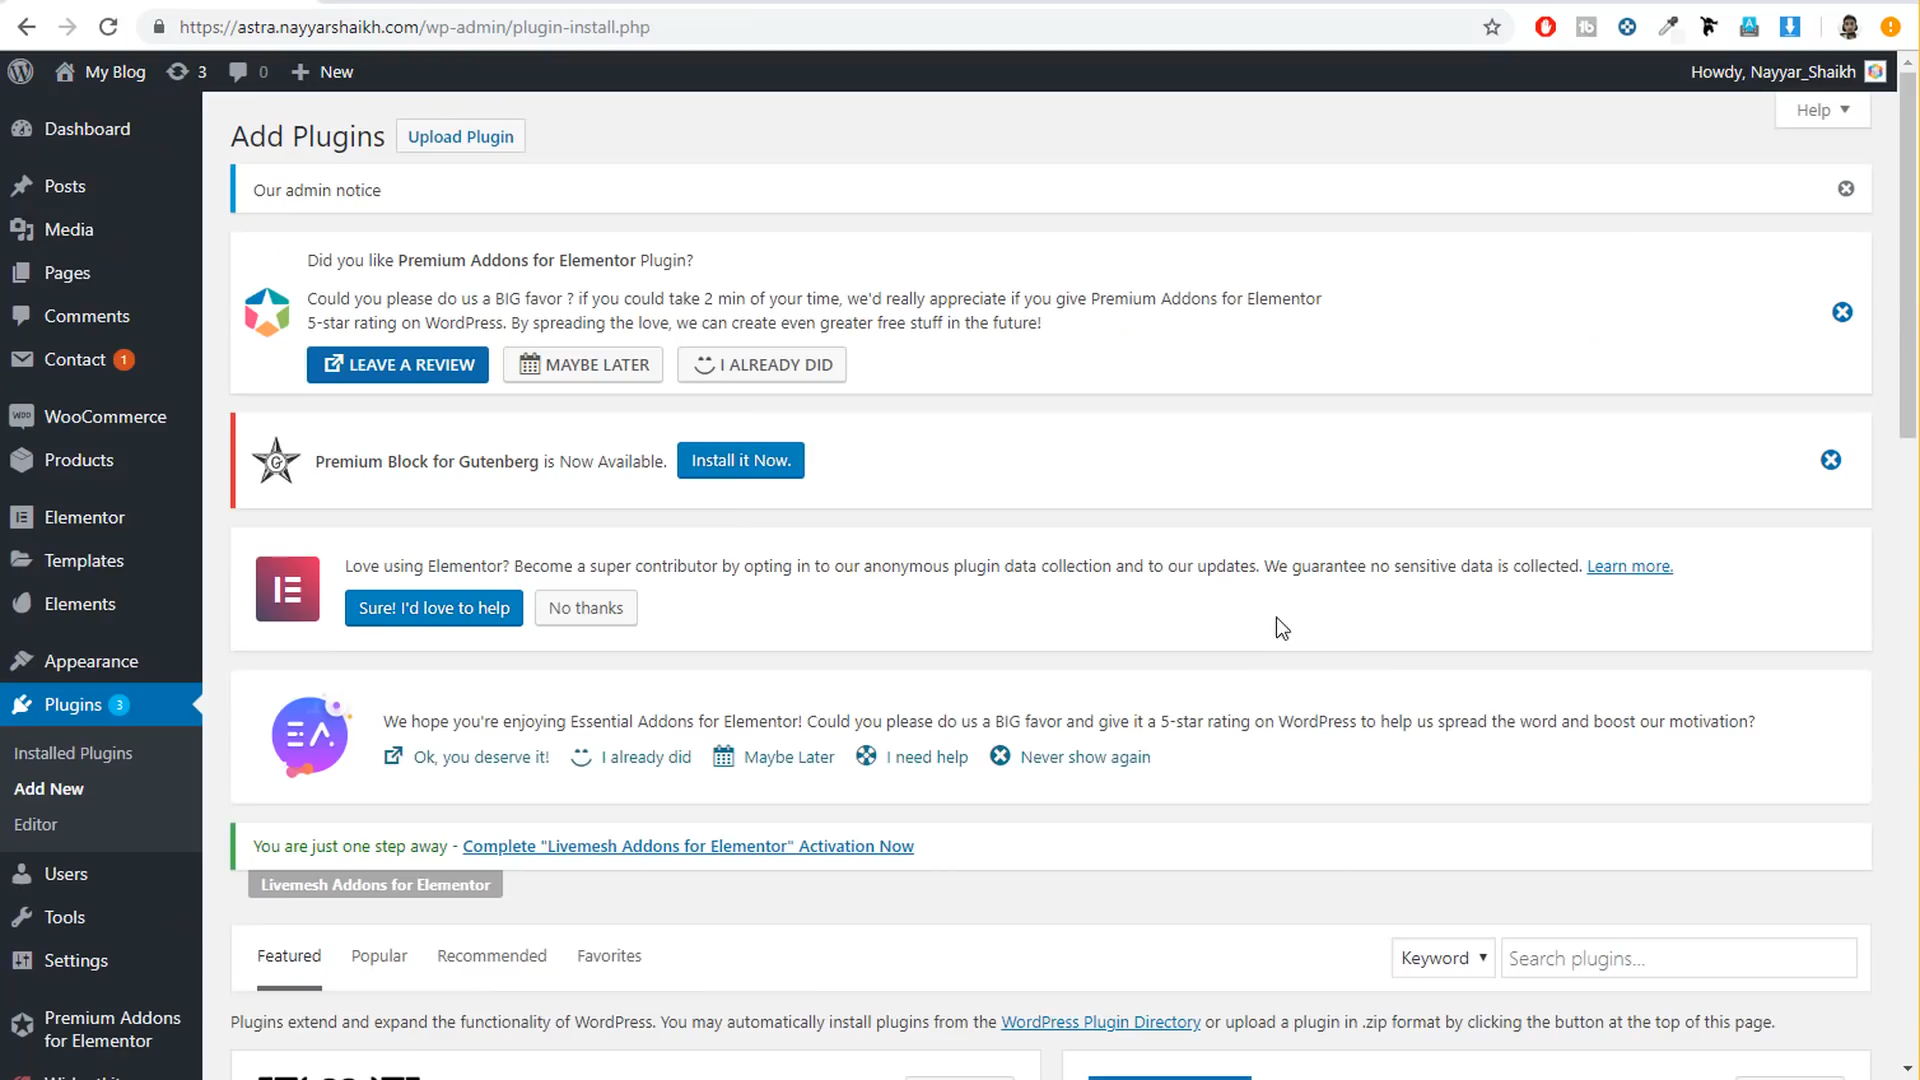 https://astra.nayyarshaikh.com/wp-admin/plugin-install.php
My Blog 3 0 New
Howdy, Nayyar_Shaikh
Help ▼
Dashboard
Posts
Media
Pages
Comments
Contact 1
WooCommerce
Products
Elementor
Templates
Elements
Appearance
Plugins 3
Installed Plugins
Add New
Editor
Users
Tools
Settings
Premium Addons
for Elementor
Add Plugins Upload Plugin
Our admin notice
Did you like Premium Addons for Elementor Plugin?
Could you please do us a BIG favor ? if you could take 2 min of your time, we'd really appreciate if you give Premium Addons for Elementor
5-star rating on WordPress. By spreading the love, we can create even greater free stuff in the future!
LEAVE A REVIEW MAYBE LATER I ALREADY DID
G
Premium Block for Gutenberg is Now Available. Install it Now.
Love using Elementor? Become a super contributor by opting in to our anonymous plugin data collection and to our updates. We guarantee no sensitive data is collected. Learn more.
Sure! I'd love to help No thanks
EA
We hope you're enjoying Essential Addons for Elementor! Could you please do us a BIG favor and give it a 5-star rating on WordPress to help us spread the word and boost our motivation?
Ok, you deserve it! I already did Maybe Later I need help Never show again
You are just one step away - Complete "Livemesh Addons for Elementor" Activation Now
Livemesh Addons for Elementor
Featured Popular Recommended Favorites
Keyword ▼ Search plugins...
Plugins extend and expand the functionality of WordPress. You may automatically install plugins from the WordPress Plugin Directory or upload a plugin in .zip format by clicking the button at the top of this page.